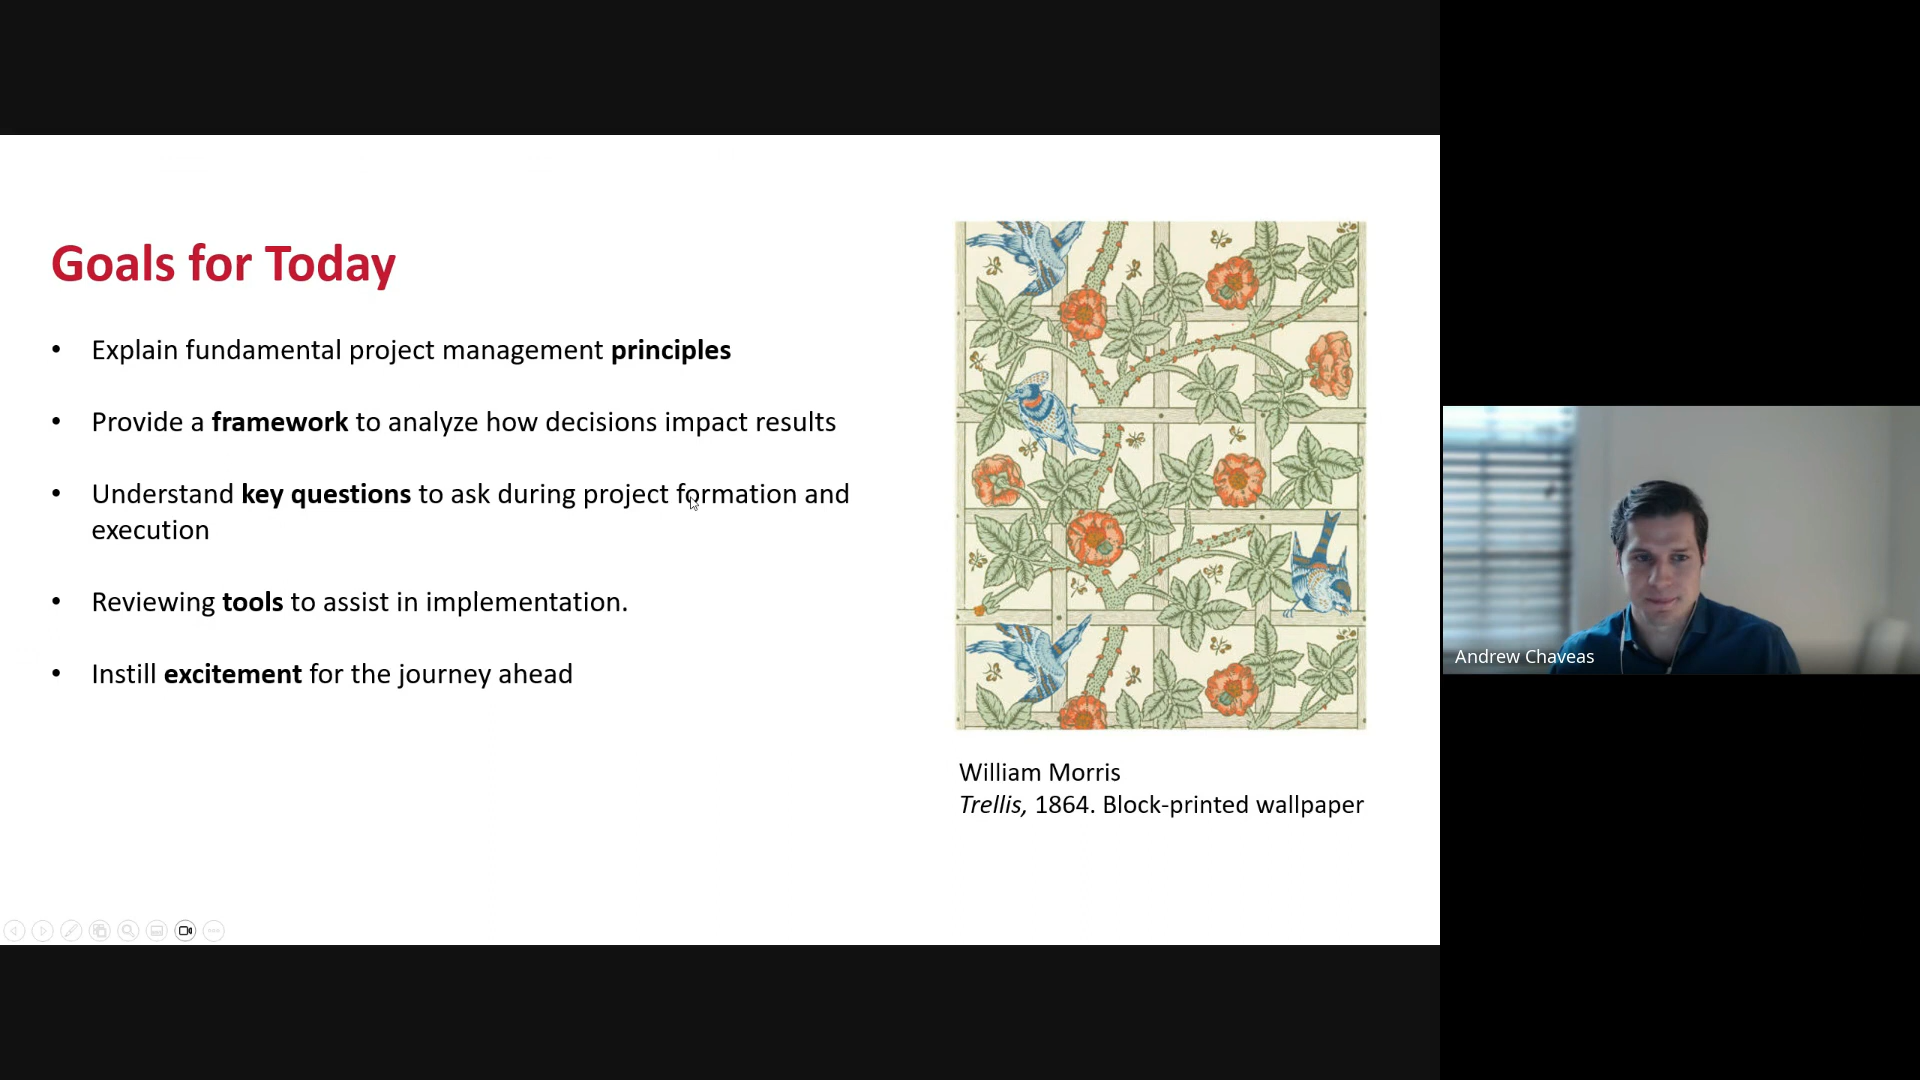 Goals for Today
• Explain fundamental project management principles
• Provide a framework to analyze how decisions impact results
• Understand key questions to ask during project formation and
execution
• Reviewing tools to assist in implementation.
• Instill excitement for the journey ahead
William Morris
Trellis, 1864. Block-printed wallpaper
Andrew Chaveas